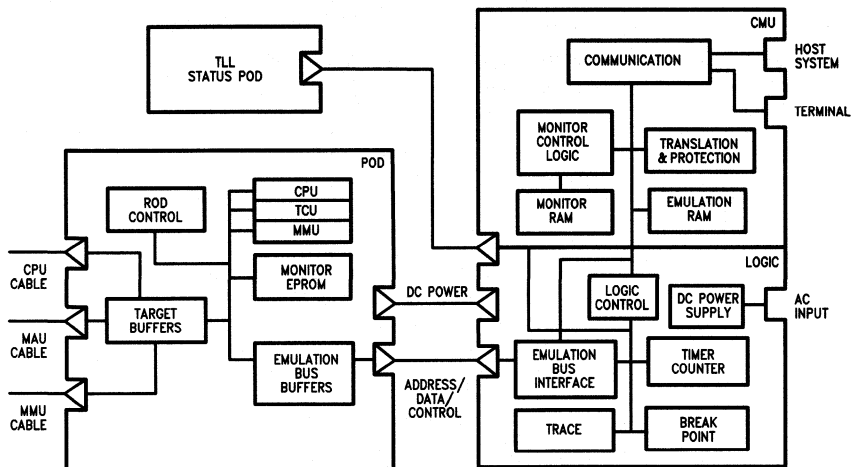 TLL
STATUS POD
CMU
COMMUNICATION
HOST
SYSTEM
TERMINAL
MONITOR
CONTROL
LOGIC
TRANSLATION
& PROTECTION
MONITOR
RAM
EMULATION
RAM
POD
ROD
CONTROL
CPU
TCU
MMU
MONITOR
EPROM
CPU
CABLE
TARGET
BUFFERS
MAU
CABLE
MMU
CABLE
EMULATION
BUS
BUFFERS
DC POWER
ADDRESS/
DATA/
CONTROL
LOGIC
LOGIC
CONTROL
DC POWER
SUPPLY
AC
INPUT
EMULATION
BUS
INTERFACE
TIMER
COUNTER
TRACE
BREAK
POINT